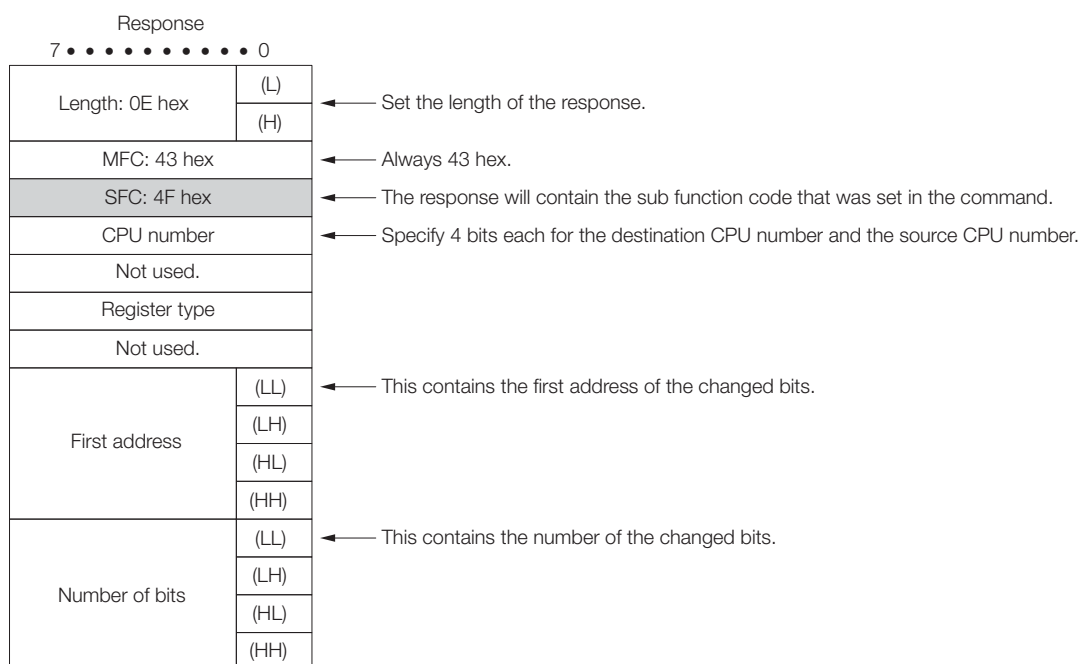 Response
7 • • • • • • • • • • 0
Length: 0E hex
(L)
(H)
Set the length of the response.
MFC: 43 hex
Always 43 hex.
SFC: 4F hex
The response will contain the sub function code that was set in the command.
CPU number
Specify 4 bits each for the destination CPU number and the source CPU number.
Not used.
Register type
Not used.
First address
(LL)
This contains the first address of the changed bits.
(LH)
(HL)
(HH)
Number of bits
(LL)
This contains the number of the changed bits.
(LH)
(HL)
(HH)